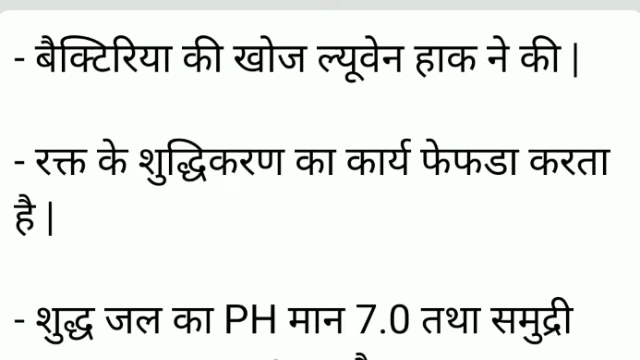 - बैक्टिरिया की खोज ल्यूवेन हाक ने की |
- रक्त के शुद्धिकरण का कार्य फेफडा करता
है |
- शुद्ध जल का PH मान 7.0 तथा समुद्री